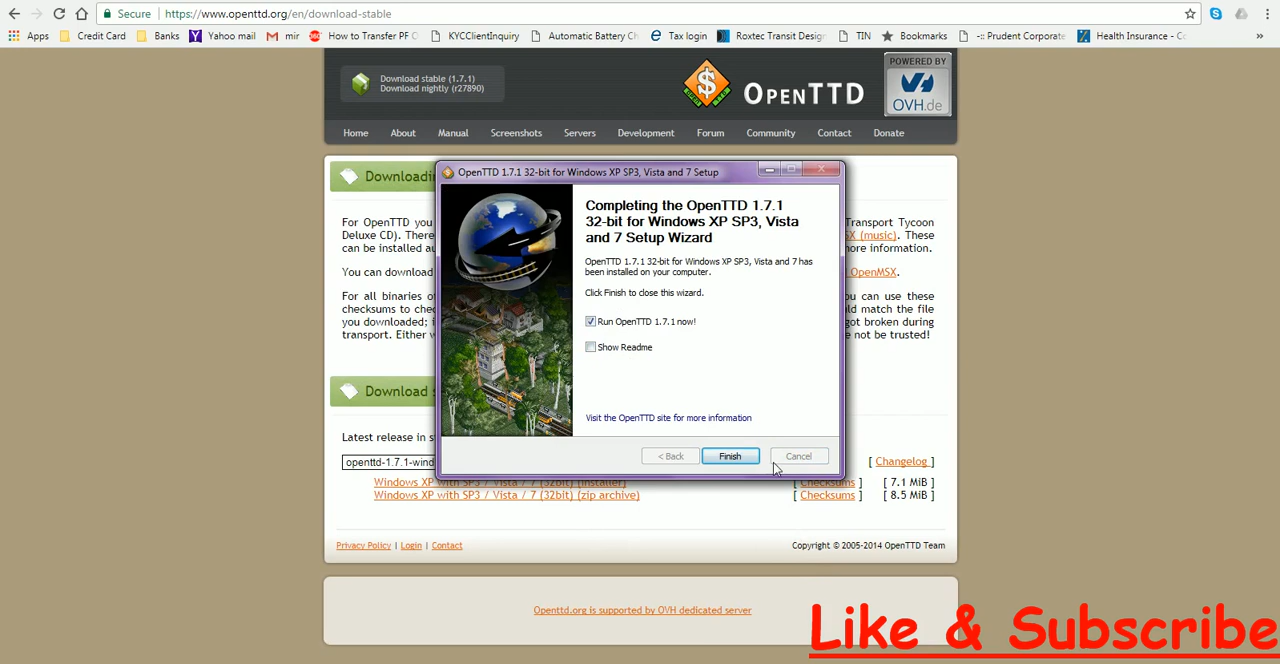 Secure | https://www.openttd.org/en/download-stable
Apps Credit Card Banks Yahoo mail mir How to Transfer PF KYCClientInquiry Automatic Battery Tax login Roxtec Transit Design TIN Bookmarks -:: Prudent Corporate Health Insurance - C
Download stable (1.7.1)
Download nightly (r27890)
OPENTTD
POWERED BY
OVH.de
Home About Manual Screenshots Servers Development Forum Community Contact Donate
Downloadin
For OpenTTD you
Transport Tycoon
Deluxe CD). There
SX (music). These
can be installed au
more information.
You can download
OpenMSX.
For all binaries o
ou can use these
checksums to chec
uld match the file
you downloaded; i
got broken during
transport. Either
e not be trusted!
OpenTTD 1.7.1 32-bit for Windows XP SP3, Vista and 7 Setup
Completing the OpenTTD 1.7.1
32-bit for Windows XP SP3, Vista
and 7 Setup Wizard
OpenTTD 1.7.1 32-bit for Windows XP SP3, Vista and 7 has
been installed on your computer.
Click Finish to close this wizard.
Run OpenTTD 1.7.1 now!
Show Readme
Visit the OpenTTD site for more information
< Back Finish Cancel
Download s
Latest release in s
openttd-1.7.1-wind
[ Changelog ]
Windows XP with SP3 / Vista / 7 (32bit) (installer) [ Checksums ] [ 7.1 MiB ]
Windows XP with SP3 / Vista / 7 (32bit) (zip archive) [ Checksums ] [ 8.5 MiB ]
Privacy Policy | Login | Contact
Copyright © 2005-2014 OpenTTD Team
Openttd.org is supported by OVH dedicated server
Like & Subscribe